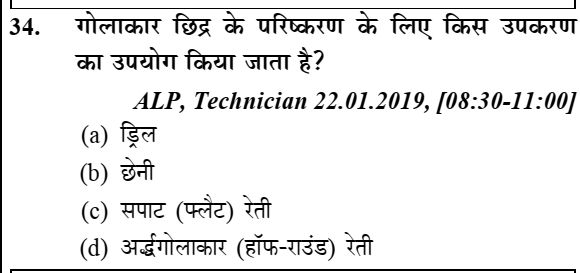 34. गोलाकार छिद्र के परिष्करण के लिए किस उपकरण
का उपयोग किया जाता है?
ALP, Technician 22.01.2019, [08:30-11:00]
(a) ड्रिल
(b) छेनी
(c) सपाट (फ्लैट) रेती
(d) अर्द्धगोलाकार (हॉफ-राउंड) रेती